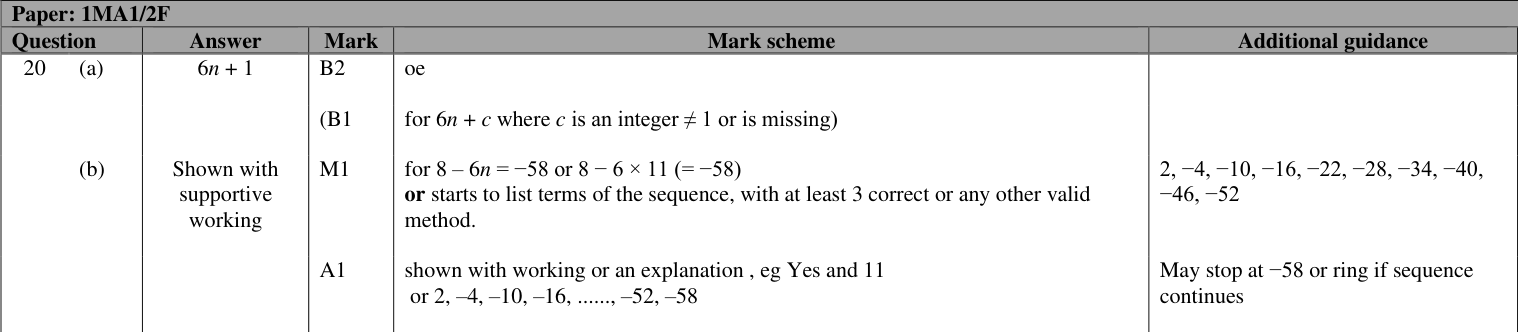 Paper: 1MA1/2F
Question Answer Mark Mark scheme Additional guidance
20 (a) 6n + 1 B2 oe
(B1 for 6n + c where c is an integer ≠ 1 or is missing)
(b) Shown with M1 for 8 – 6n = −58 or 8 − 6 × 11 (= −58) 2, −4, −10, −16, −22, −28, −34, −40,
supportive or starts to list terms of the sequence, with at least 3 correct or any other valid −46, −52
working method.
A1 shown with working or an explanation , eg Yes and 11 May stop at −58 or ring if sequence
or 2, –4, –10, –16, ......, –52, –58 continues